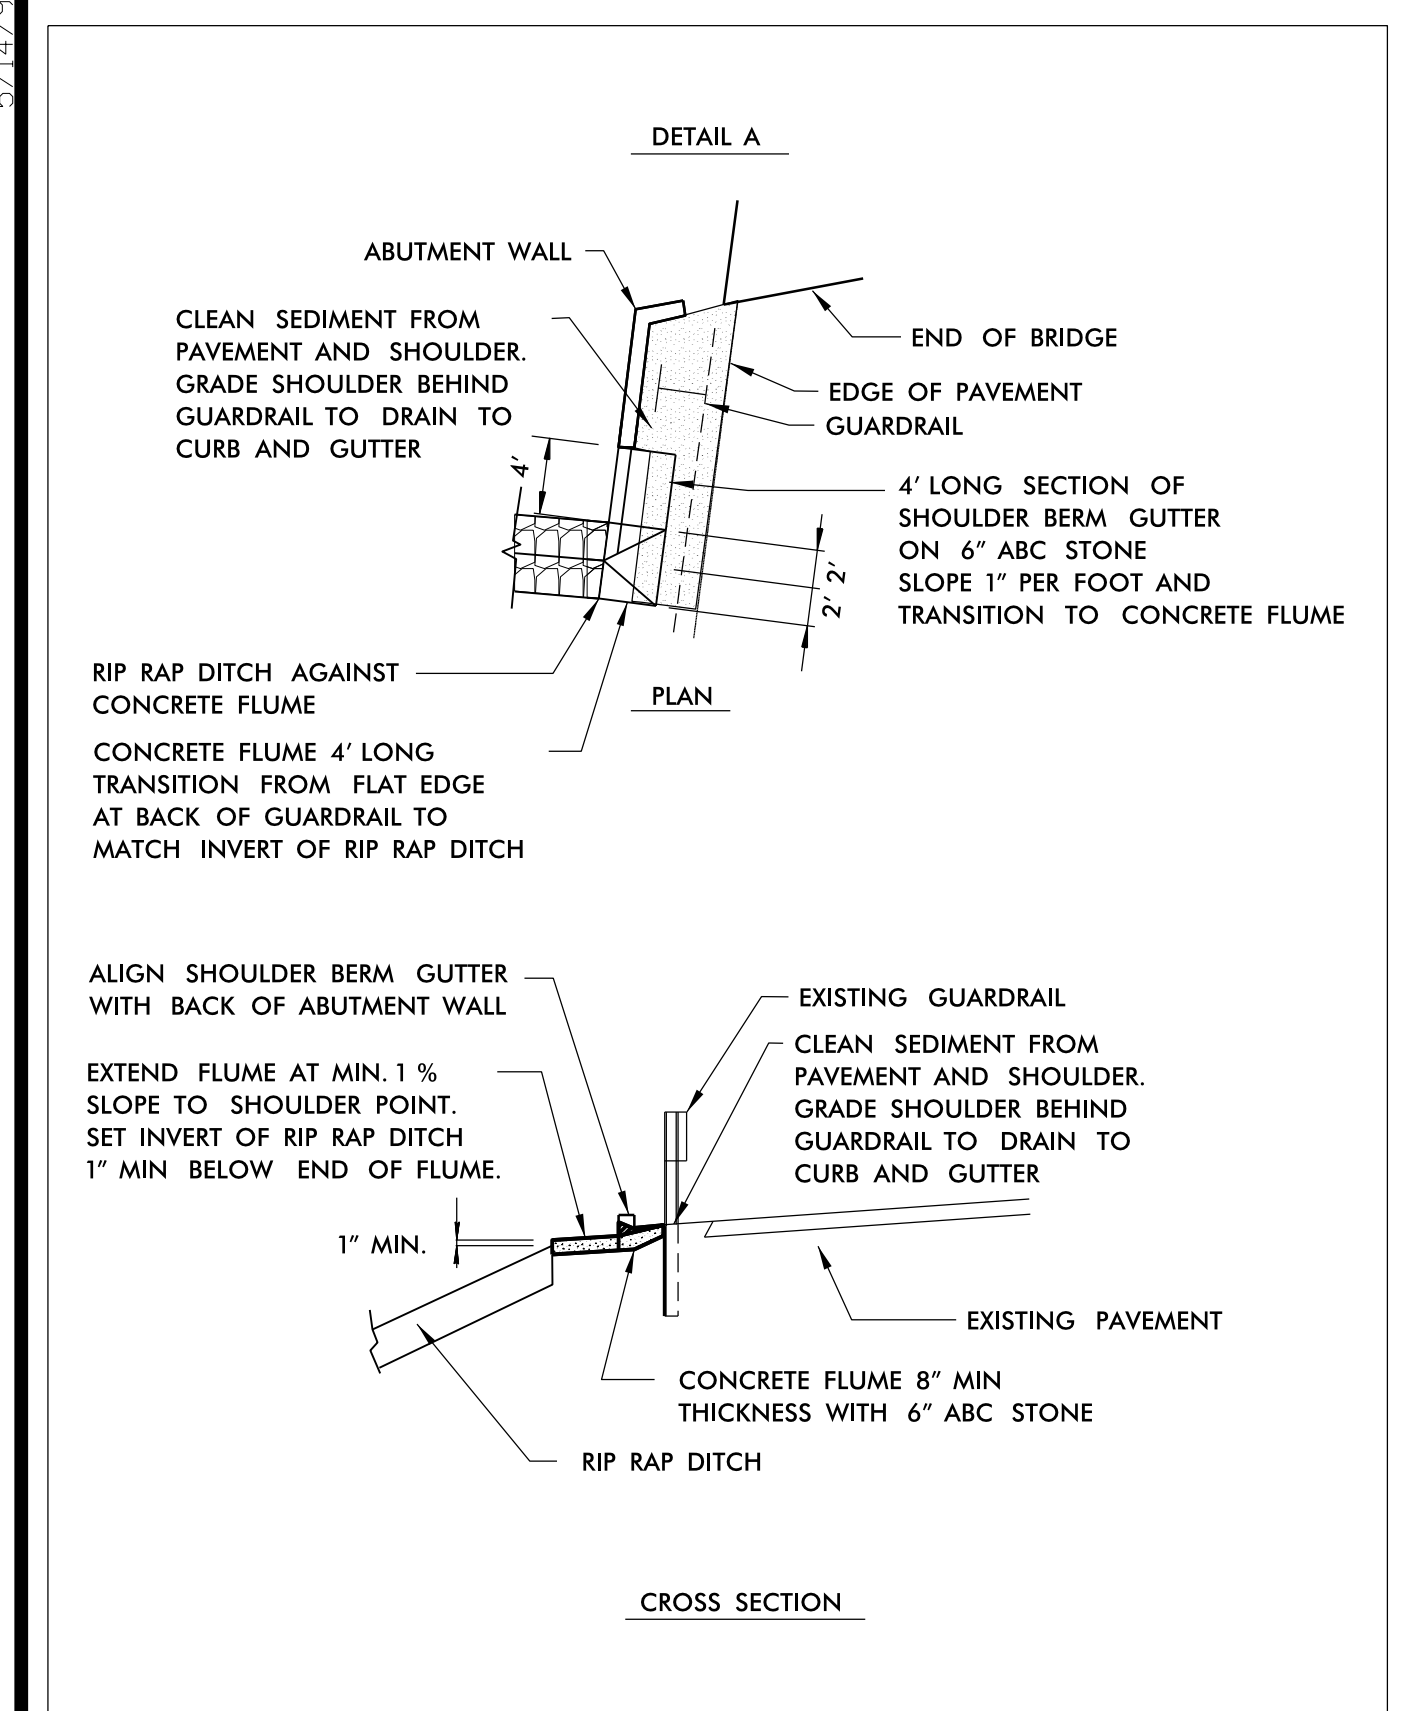 DETAIL A
ABUTMENT WALL
CLEAN SEDIMENT FROM
PAVEMENT AND SHOULDER.
GRADE SHOULDER BEHIND
GUARDRAIL TO DRAIN TO
CURB AND GUTTER
END OF BRIDGE
EDGE OF PAVEMENT
GUARDRAIL
4'
4' LONG SECTION OF
SHOULDER BERM GUTTER
ON 6" ABC STONE
SLOPE 1" PER FOOT AND
TRANSITION TO CONCRETE FLUME
2'
2'
RIP RAP DITCH AGAINST
CONCRETE FLUME
PLAN
CONCRETE FLUME 4' LONG
TRANSITION FROM FLAT EDGE
AT BACK OF GUARDRAIL TO
MATCH INVERT OF RIP RAP DITCH
ALIGN SHOULDER BERM GUTTER
WITH BACK OF ABUTMENT WALL
EXTEND FLUME AT MIN. 1 %
SLOPE TO SHOULDER POINT.
SET INVERT OF RIP RAP DITCH
1" MIN BELOW END OF FLUME.
EXISTING GUARDRAIL
CLEAN SEDIMENT FROM
PAVEMENT AND SHOULDER.
GRADE SHOULDER BEHIND
GUARDRAIL TO DRAIN TO
CURB AND GUTTER
1" MIN.
EXISTING PAVEMENT
CONCRETE FLUME 8" MIN
THICKNESS WITH 6" ABC STONE
RIP RAP DITCH
CROSS SECTION